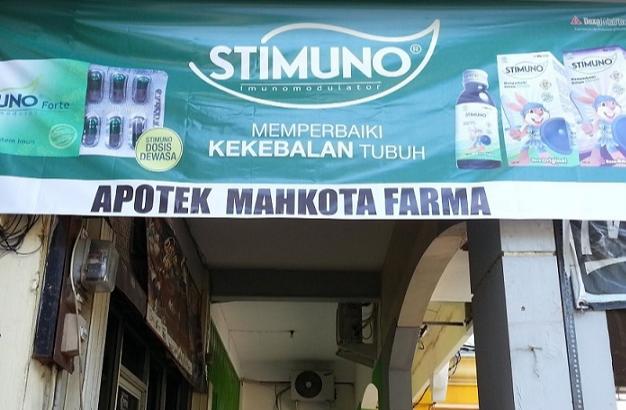 STIMUNO®
imunomodulator
MEMPERBAIKI
KEKEBALAN TUBUH
UNO Forte
STIMUNO
DOSIS
DEWASA
STIMUNO
STIMUNO
APOTEK MAHKOTA FARMA